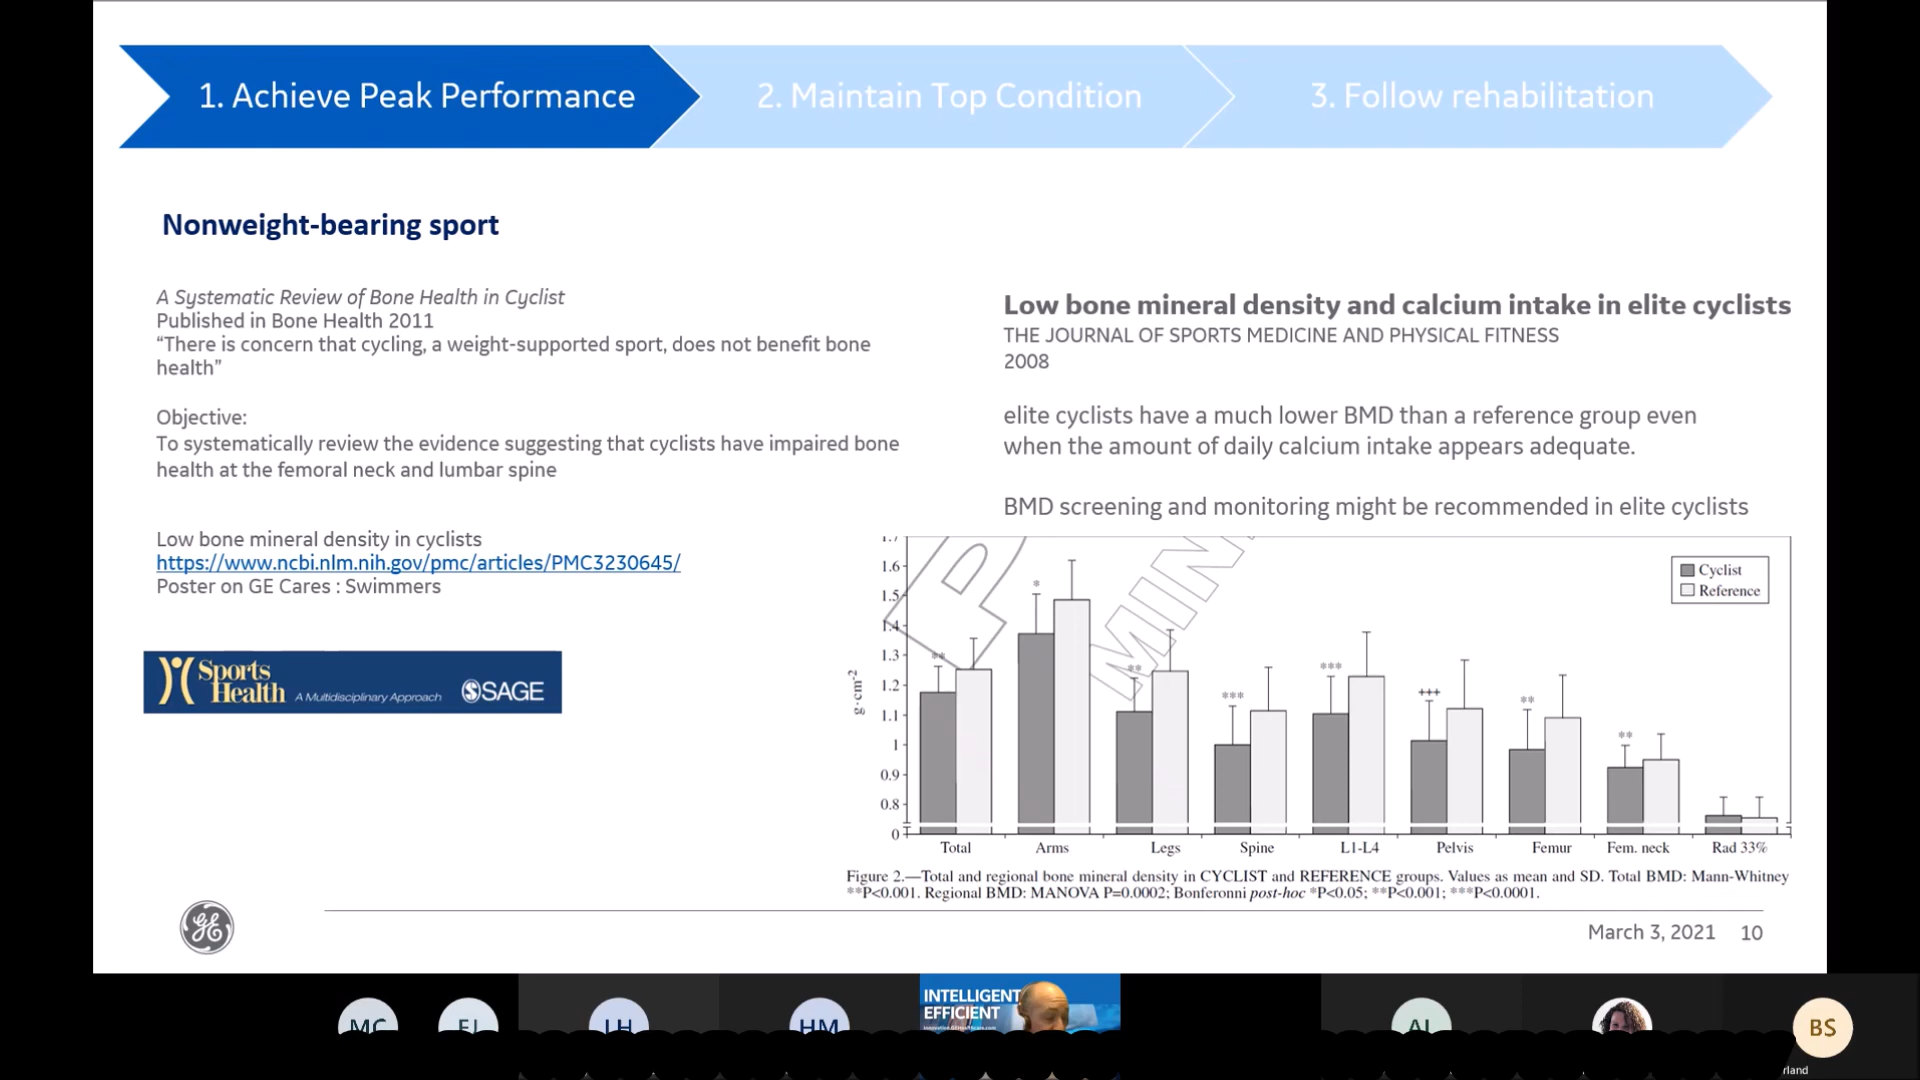 1. Achieve Peak Performance
2. Maintain Top Condition
3. Follow rehabilitation
Nonweight-bearing sport
A Systematic Review of Bone Health in Cyclist
Published in Bone Health 2011
“There is concern that cycling, a weight-supported sport, does not benefit bone
health”
Objective:
To systematically review the evidence suggesting that cyclists have impaired bone
health at the femoral neck and lumbar spine
Low bone mineral density in cyclists
https://www.ncbi.nlm.nih.gov/pmc/articles/PMC3230645/
Poster on GE Cares : Swimmers
Sports
Health A Multidisciplinary Approach
SSAGE
Low bone mineral density and calcium intake in elite cyclists
THE JOURNAL OF SPORTS MEDICINE AND PHYSICAL FITNESS
2008
elite cyclists have a much lower BMD than a reference group even
when the amount of daily calcium intake appears adequate.
BMD screening and monitoring might be recommended in elite cyclists
P
MIN
Cyclist
Reference
g·cm-2
1.7
1.6
1.5
1.4
1.3
1.2
1.1
1
0.9
0.8
0
** * ** *** *** +++ ** **
Total Arms Legs Spine L1-L4 Pelvis Femur Fem. neck Rad 33%
Figure 2.—Total and regional bone mineral density in CYCLIST and REFERENCE groups. Values as mean and SD. Total BMD: Mann-Whitney
**P<0.001. Regional BMD: MANOVA P=0.0002; Bonferroni post-hoc *P<0.05; **P<0.001; ***P<0.0001.
GE
March 3, 2021 10
MC
LH
HM
INTELLIGENT
EFFICIENT
AL
BS
rland